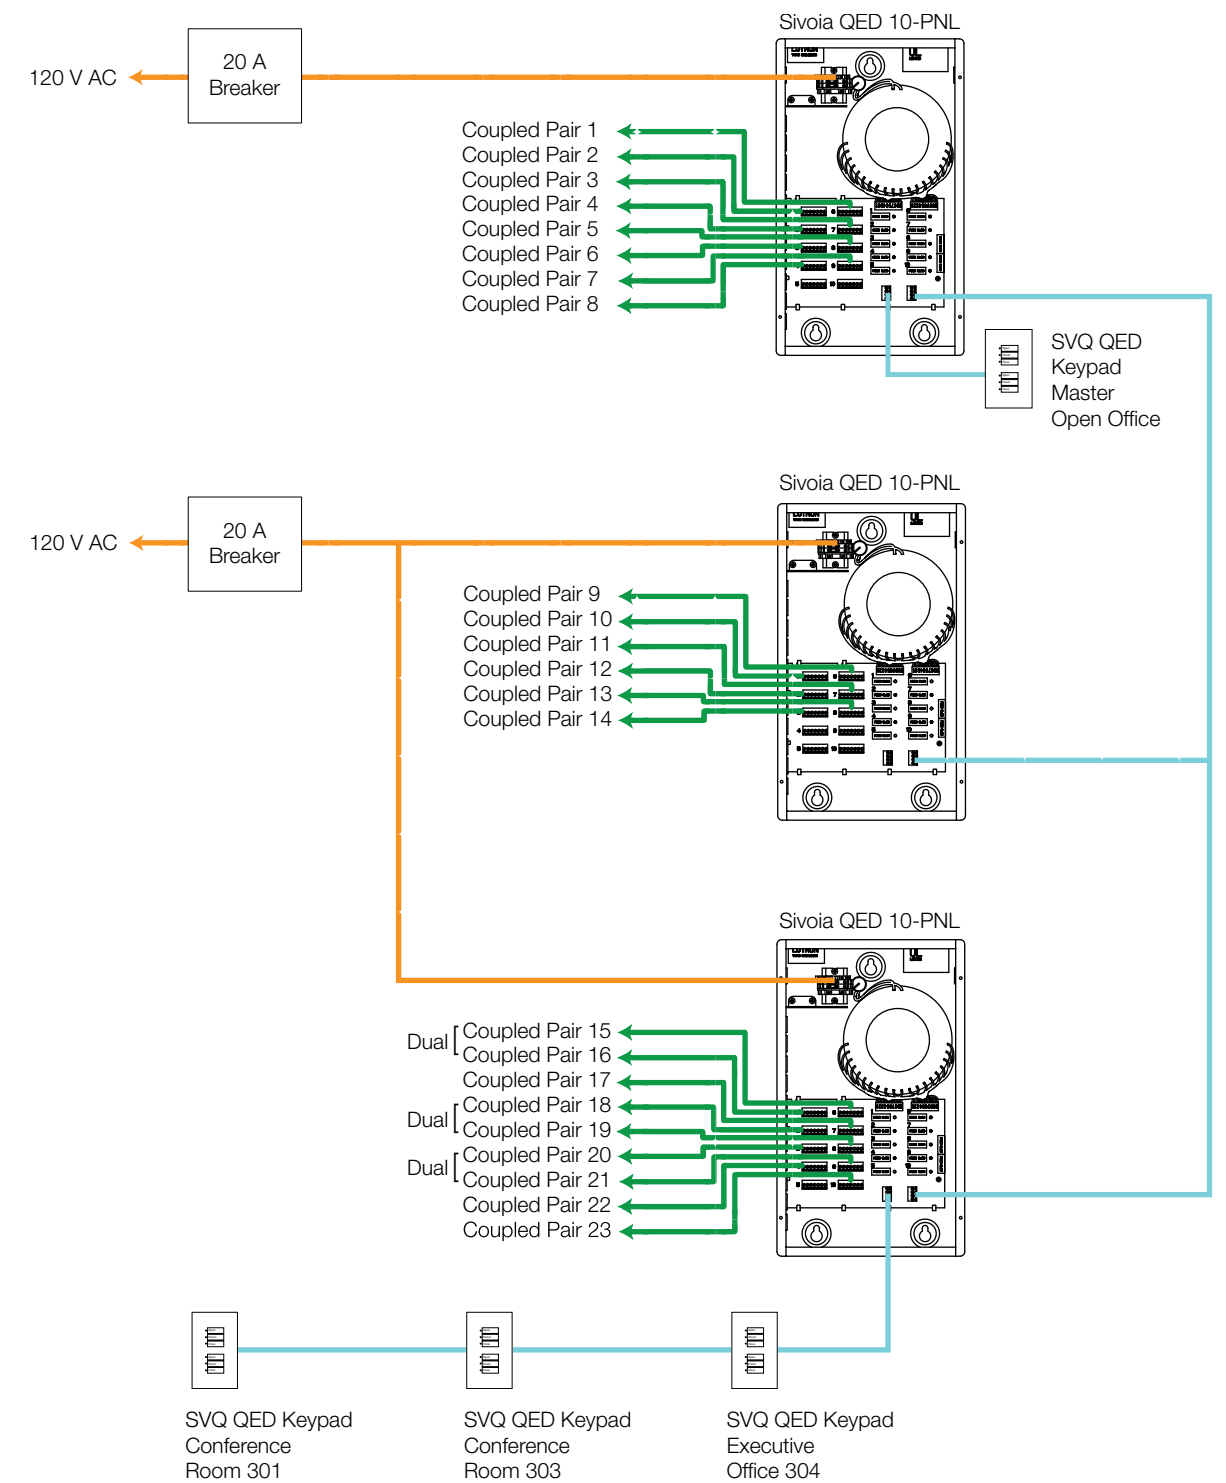 Sivoia QED 10-PNL
120 V AC
20 A
Breaker
Coupled Pair 1
Coupled Pair 2
Coupled Pair 3
Coupled Pair 4
Coupled Pair 5
Coupled Pair 6
Coupled Pair 7
Coupled Pair 8
SVQ QED
Keypad
Master
Open Office
Sivoia QED 10-PNL
120 V AC
20 A
Breaker
Coupled Pair 9
Coupled Pair 10
Coupled Pair 11
Coupled Pair 12
Coupled Pair 13
Coupled Pair 14
Sivoia QED 10-PNL
Dual
Coupled Pair 15
Coupled Pair 16
Coupled Pair 17
Dual
Coupled Pair 18
Coupled Pair 19
Dual
Coupled Pair 20
Coupled Pair 21
Coupled Pair 22
Coupled Pair 23
SVQ QED Keypad
Conference
Room 301
SVQ QED Keypad
Conference
Room 303
SVQ QED Keypad
Executive
Office 304